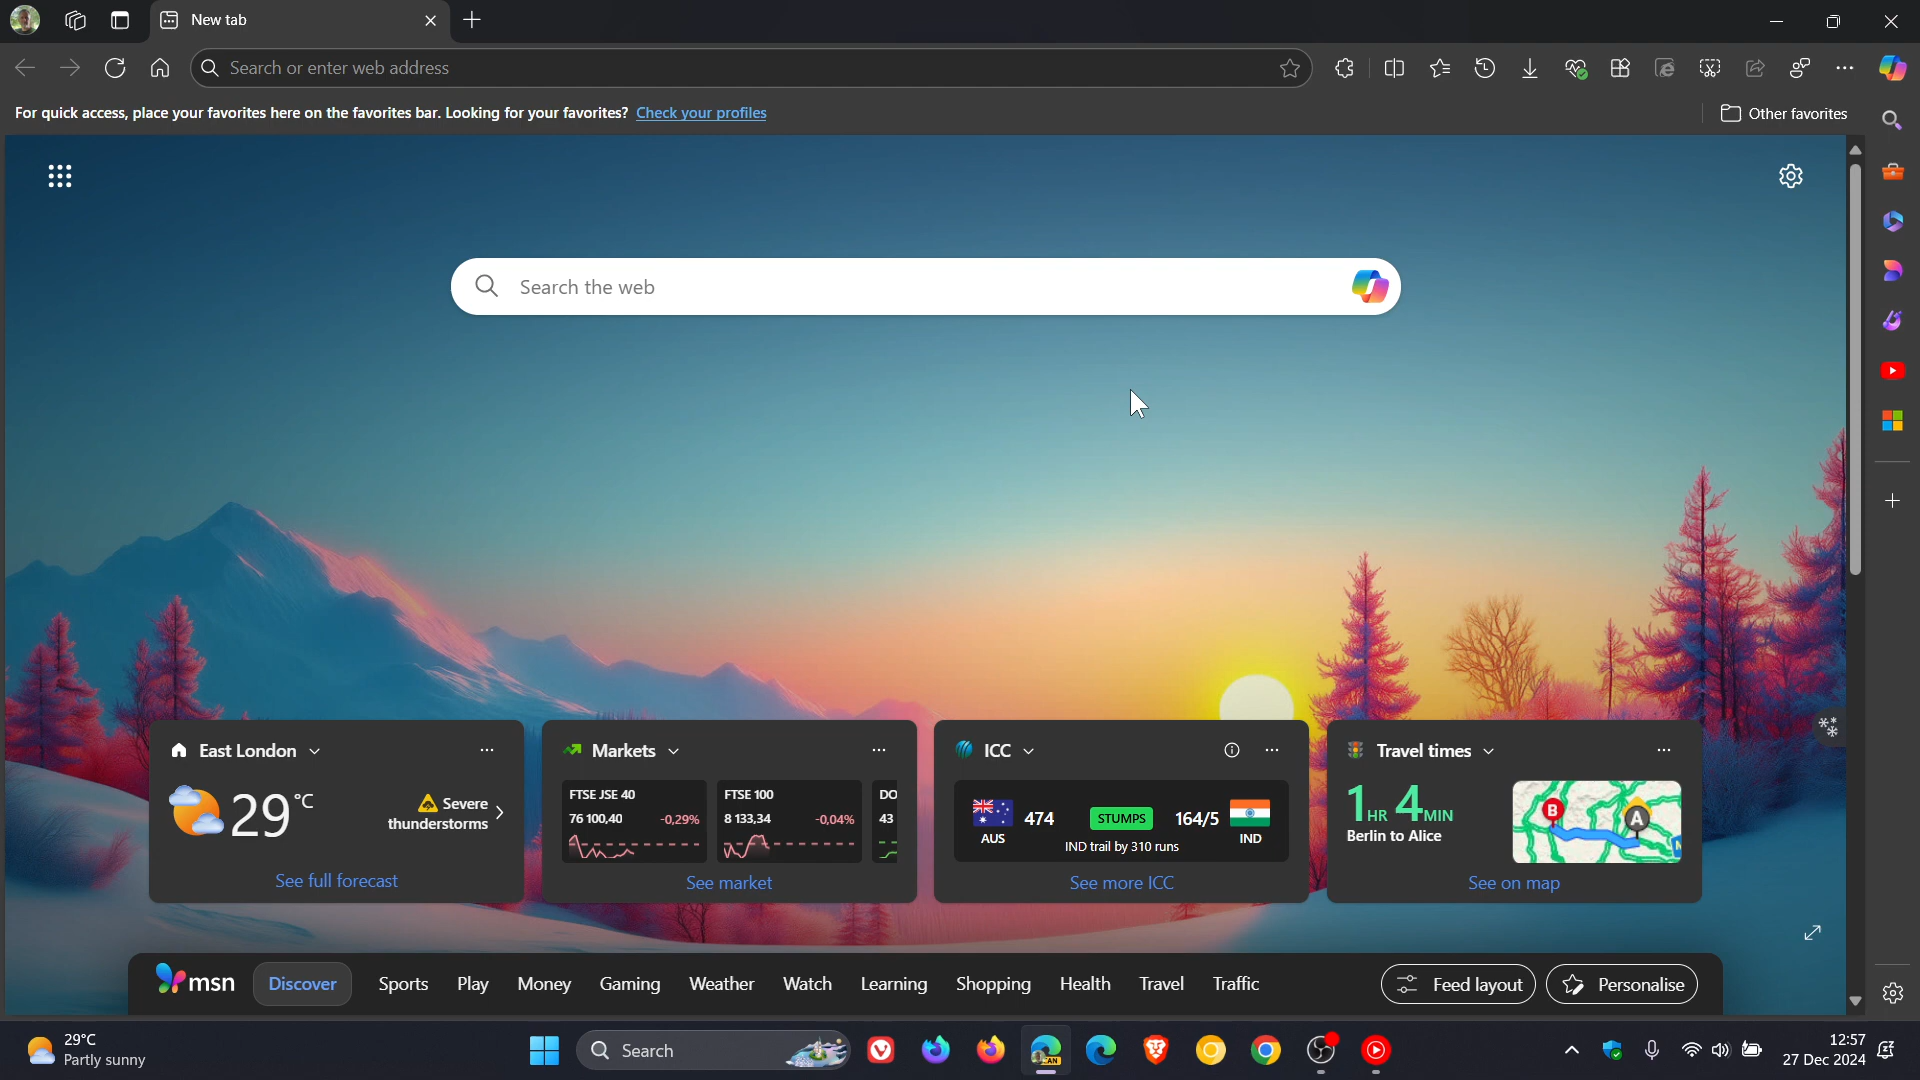 New tab
Search or enter web address
For quick access, place your favorites here on the favorites bar. Looking for your favorites? Check your profiles
Other favorites
Search the web
East London
29°C
Severe thunderstorms
See full forecast
Markets
FTSE JSE 40
76 100,40 -0,29%
FTSE 100
8 133,34 -0,04%
DO
43
See market
ICC
AUS
474
STUMPS
164/5
IND
IND trail by 310 runs
See more ICC
Travel times
1HR 4MIN
Berlin to Alice
B
A
N
See on map
msn
Discover
Sports
Play
Money
Gaming
Weather
Watch
Learning
Shopping
Health
Travel
Traffic
Feed layout
Personalise
29°C
Partly sunny
Search
CAN
12:57
27 Dec 2024